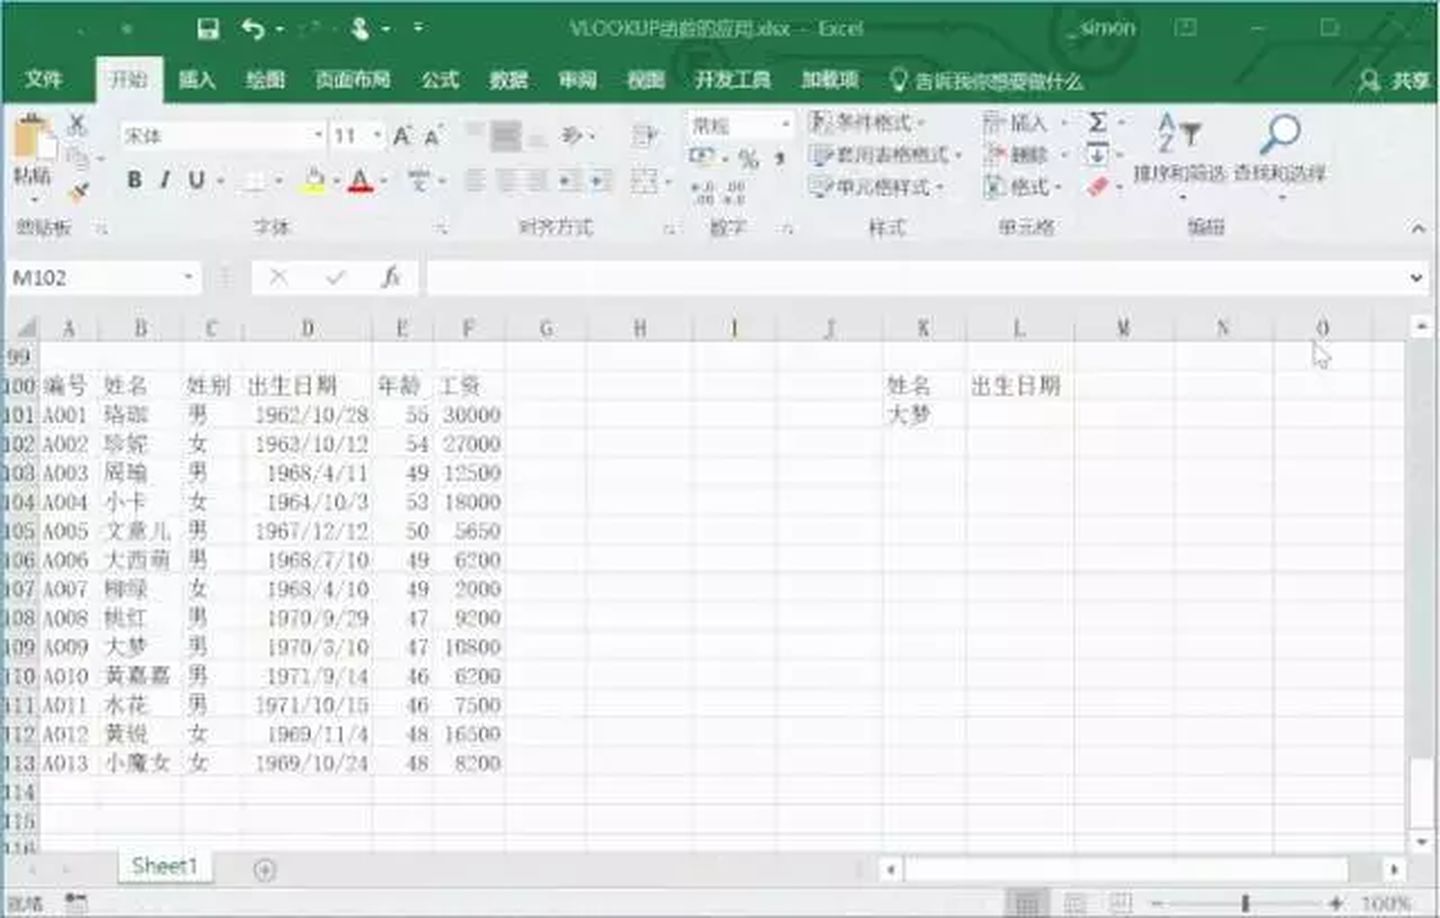 VLOOKUP函数的应用.xlsx - Excel
simon
文件 开始 插入 绘图 页面布局 公式 数据 审阅 视图 开发工具 加载项 告诉我你想要做什么 共享
宋体 11 常规 条件格式 插入 Σ
粘贴 B I U A % 套用表格格式 删除 排序和筛选 查找和选择
单元格样式 格式
剪贴板 字体 对齐方式 数字 样式 单元格 编辑
M102 fx
A B C D E F G H I J K L M N O
99
100 编号 姓名 性别 出生日期 年龄 工资 姓名 出生日期
101 A001 珞珈 男 1962/10/28 55 30000 大梦
102 A002 珍妮 女 1963/10/12 54 27000
103 A003 周瑜 男 1968/4/11 49 12500
104 A004 小卡 女 1964/10/3 53 18000
105 A005 文童儿 男 1967/12/12 50 5650
106 A006 大西萌 男 1968/7/10 49 6200
107 A007 柳绿 女 1968/4/10 49 2000
108 A008 桃红 男 1970/9/29 47 9200
109 A009 大梦 男 1970/3/10 47 10800
110 A010 黄嘉嘉 男 1971/9/14 46 6200
111 A011 水花 男 1971/10/15 46 7500
112 A012 黄锐 女 1969/11/4 48 16500
113 A013 小魔女 女 1969/10/24 48 8200
114
115
116
Sheet1
就绪 100%